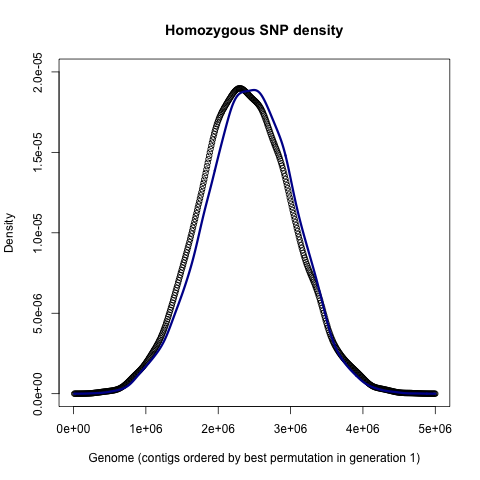 Homozygous SNP density
Density
2.0e-05
1.5e-05
1.0e-05
5.0e-06
0.0e+00
0e+00 1e+06 2e+06 3e+06 4e+06 5e+06
Genome (contigs ordered by best permutation in generation 1)